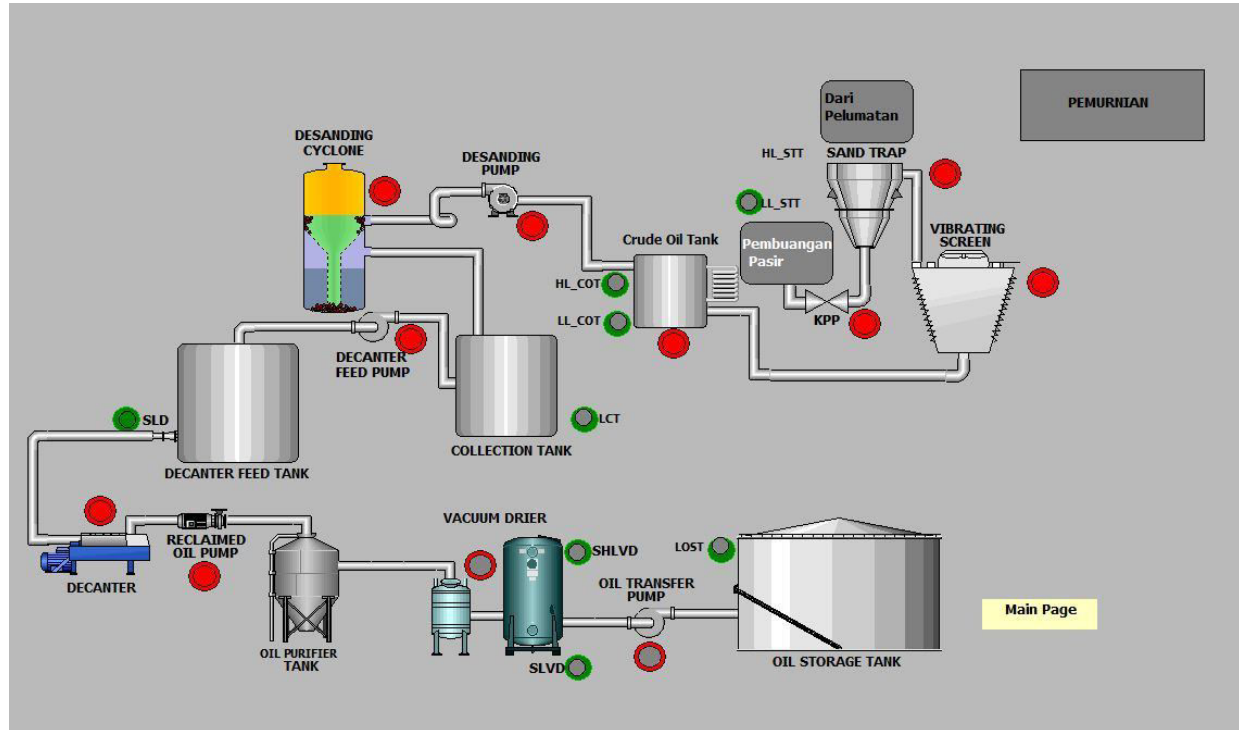 Dari
Pelumatan
PEMURNIAN
DESANDING
CYCLONE
DESANDING
PUMP
HL_STT
SAND TRAP
LL_STT
VIBRATING
SCREEN
Crude Oil Tank
Pembuangan
Pasir
HL_COT
LL_COT
KPP
DECANTER
FEED PUMP
SLD
LCT
COLLECTION TANK
DECANTER FEED TANK
VACUUM DRIER
RECLAIMED
OIL PUMP
SHLVD
LOST
OIL TRANSFER
PUMP
DECANTER
Main Page
OIL PURIFIER
TANK
SLVD
OIL STORAGE TANK